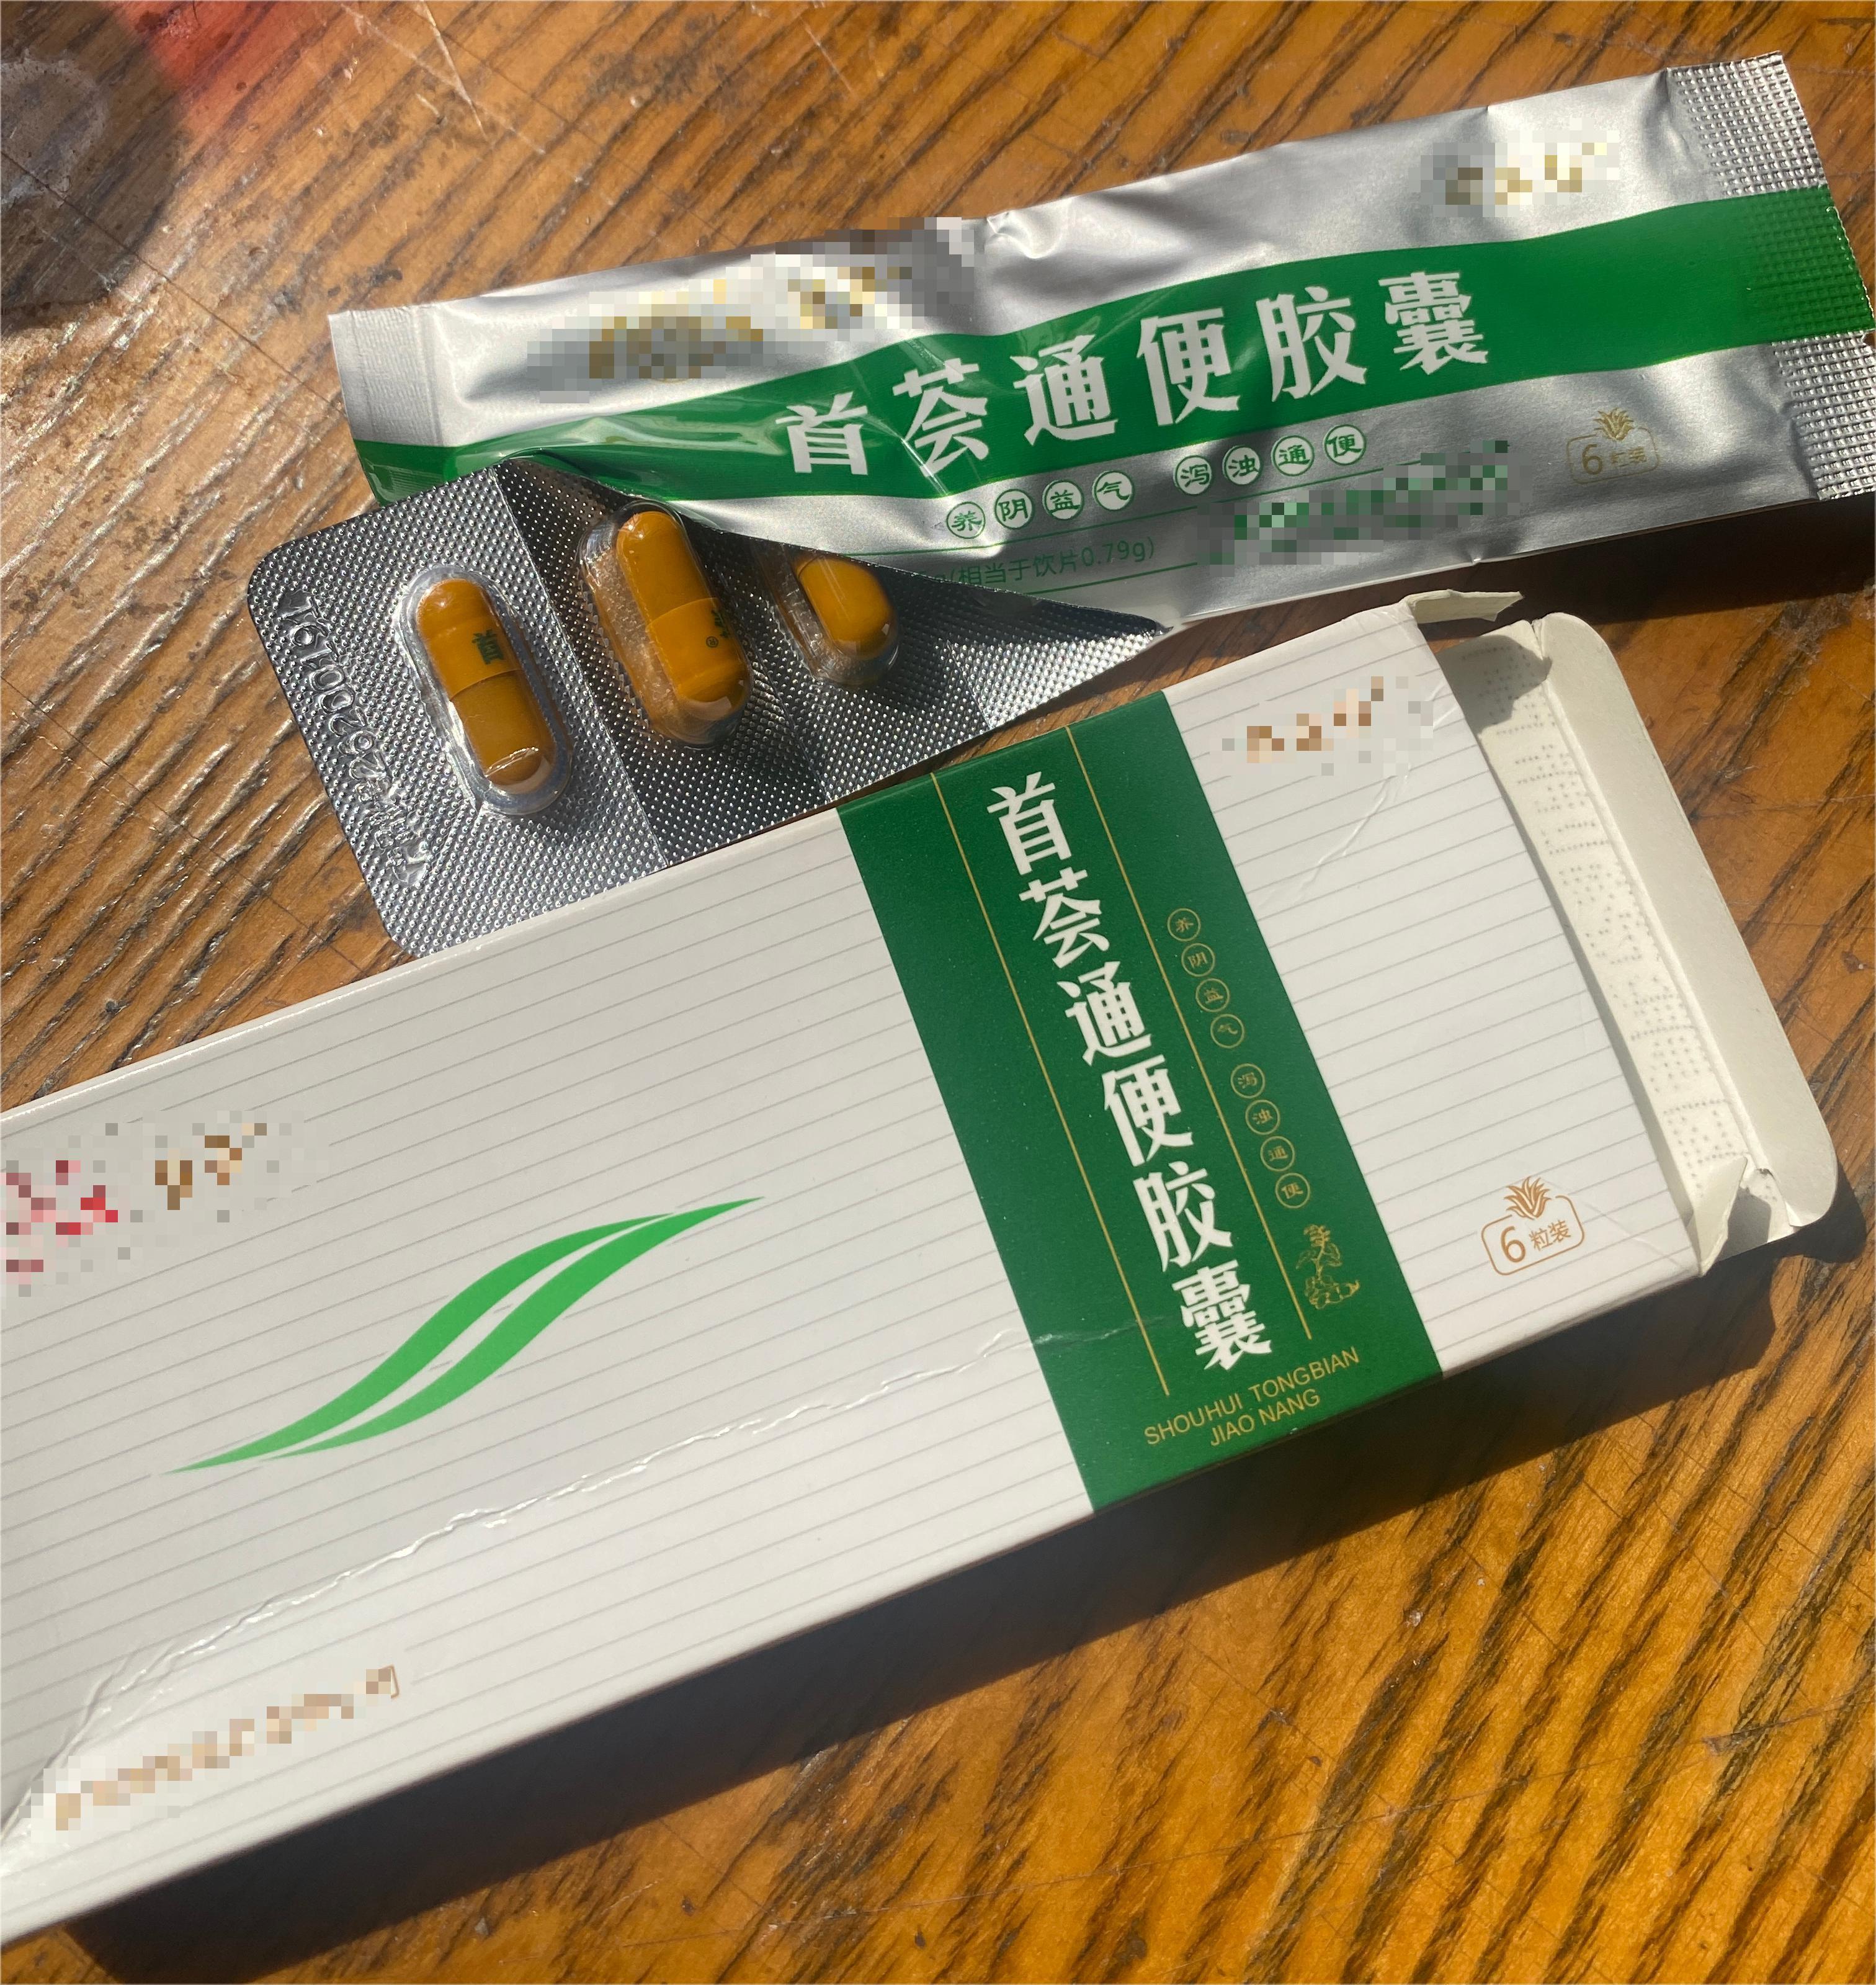 首荟通便胶囊
养阴益气 泻浊通便
(相当于饮片0.79g)
6粒装
首
首荟通便胶囊
养阴益气 泻浊通便
SHOUHUI TONGBIAN
JIAO NANG
6粒装